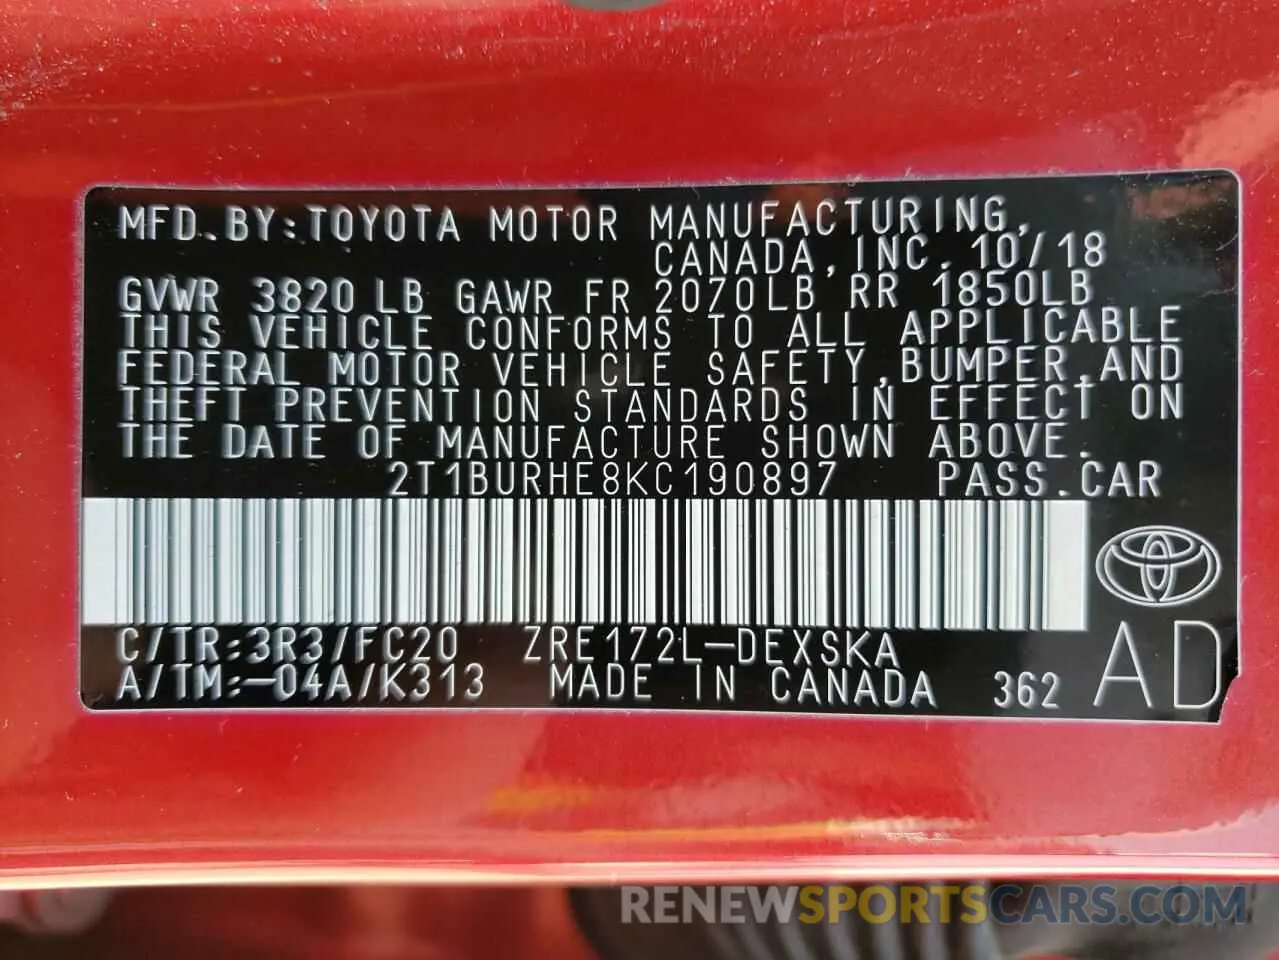 MFD.BY:TOYOTA MOTOR MANUFACTURING,
CANADA,INC. 10/18
GVWR 3820LB GAWR FR 2070LB RR 1850LB
THIS VEHICLE CONFORMS TO ALL APPLICABLE
FEDERAL MOTOR VEHICLE SAFETY,BUMPER,AND
THEFT PREVENTION STANDARDS IN EFFECT ON
THE DATE OF MANUFACTURE SHOWN ABOVE.
2T1BURHE8KC190897 PASS.CAR
C/TR:3R3/FC20 ZRE172L-DEXSKA
A/TM:-04A/K313 MADE IN CANADA 362 AD
RENEWSPORTSCARS.COM